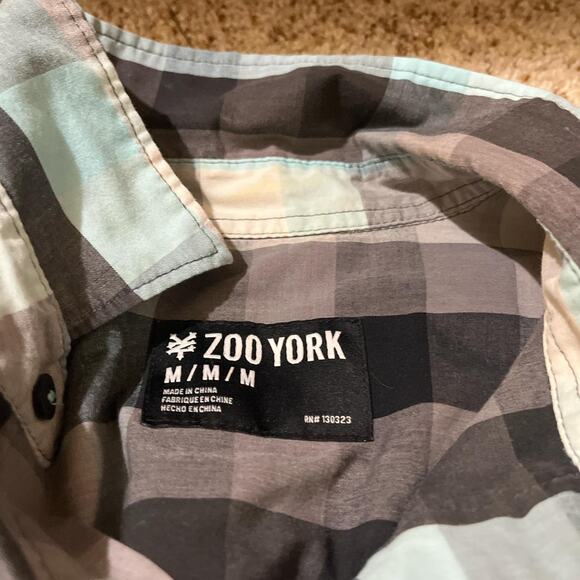 ZOO YORK
M / M / M
MADE IN CHINA
FABRIQUE EN CHINE
HECHO EN CHINA
RN# 130323